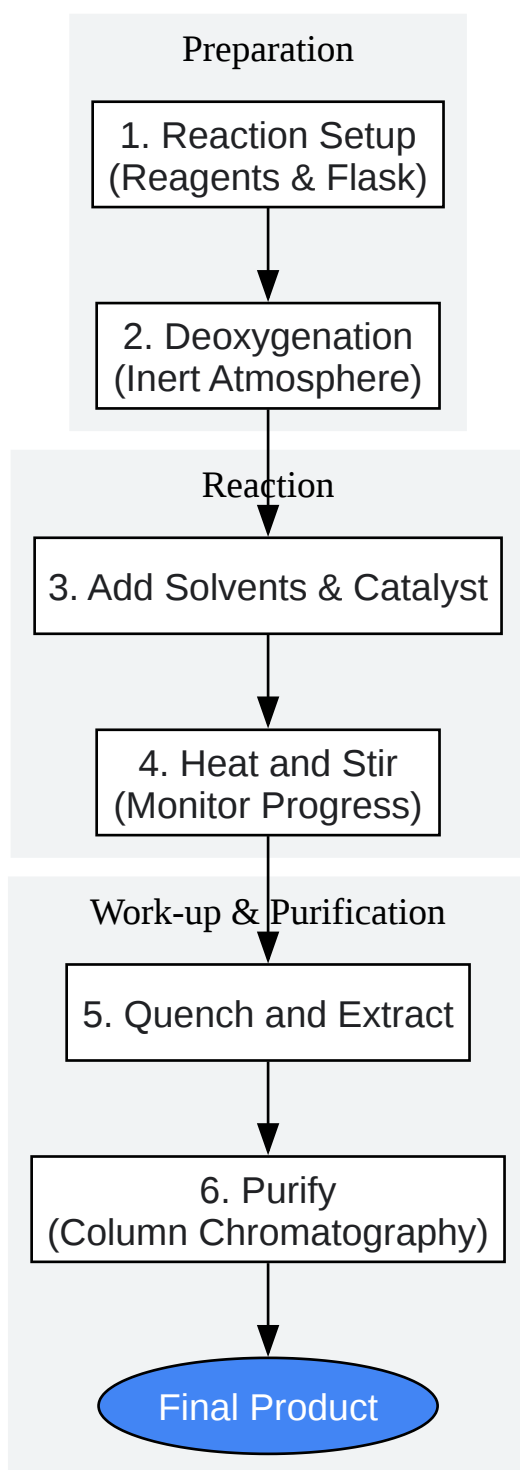 Preparation
1. Reaction Setup
(Reagents & Flask)
2. Deoxygenation
(Inert Atmosphere)
Reaction
3. Add Solvents & Catalyst
4. Heat and Stir
(Monitor Progress)
Work-up & Purification
5. Quench and Extract
6. Purify
(Column Chromatography)
Final Product